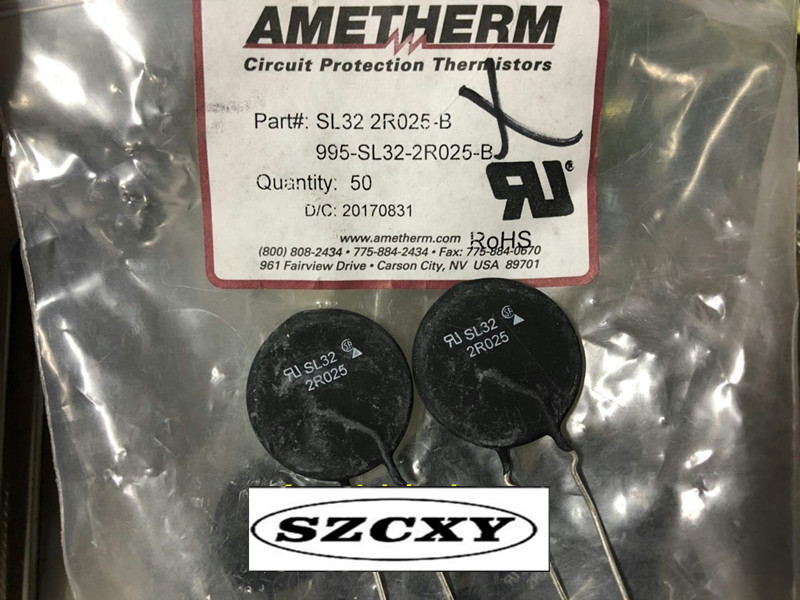 AMETHERM
Circuit Protection Thermistors
Part#: SL32 2R025-B
995-SL32-2R025-B
Quantity: 50
D/C: 20170831
www.ametherm.com RoHS
(800) 808-2434 • 775-884-2434 • Fax: 775-884-0670
961 Fairview Drive • Carson City, NV USA 89701
SL32
2R025
SL32
2R025
SZCXY